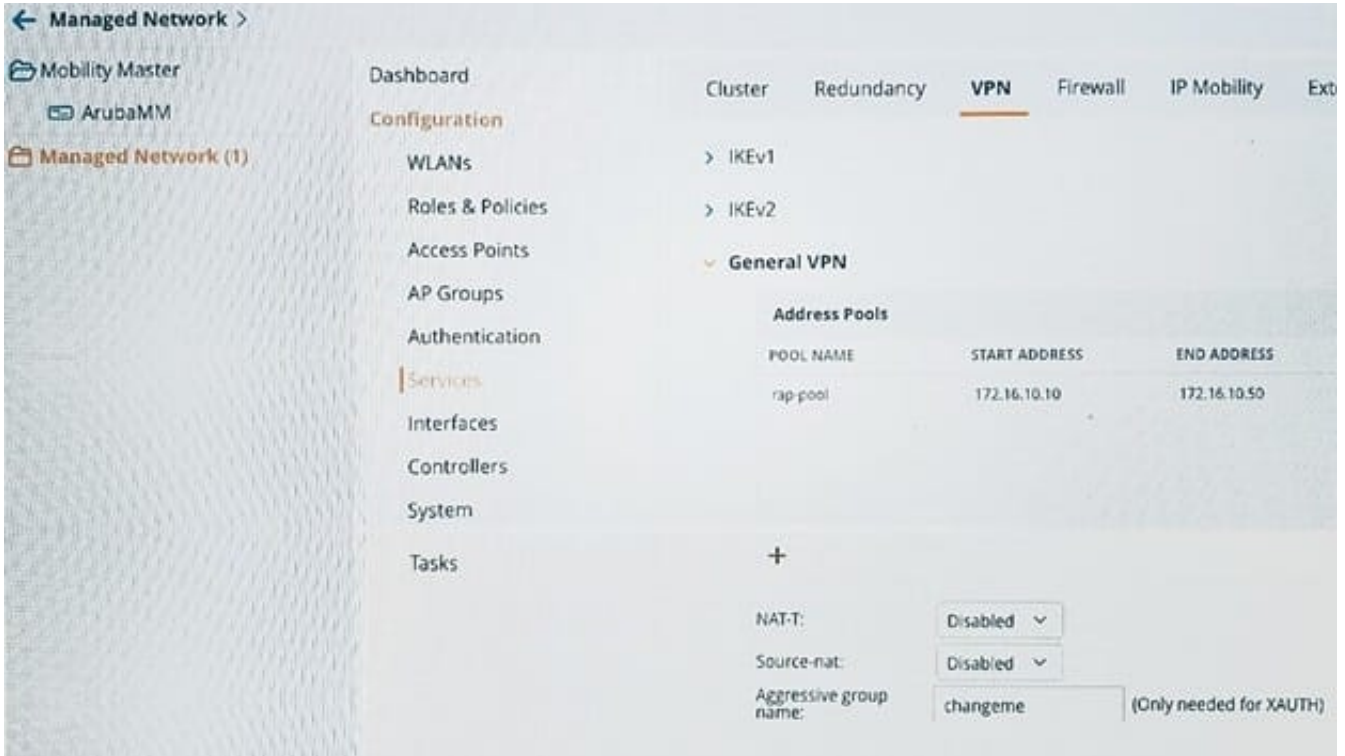 ← Managed Network >
Mobility Master
ArubaMM
Managed Network (1)
Dashboard
Configuration
WLANs
Roles & Policies
Access Points
AP Groups
Authentication
Services
Interfaces
Controllers
System
Tasks
Cluster Redundancy VPN Firewall IP Mobility Ext
> IKEv1
> IKEv2
General VPN
Address Pools
POOL NAME START ADDRESS END ADDRESS
rap-pool 172.16.10.10 172.16.10.50
+
NAT-T: Disabled
Source-nat: Disabled
Aggressive group
name: changeme (Only needed for XAUTH)